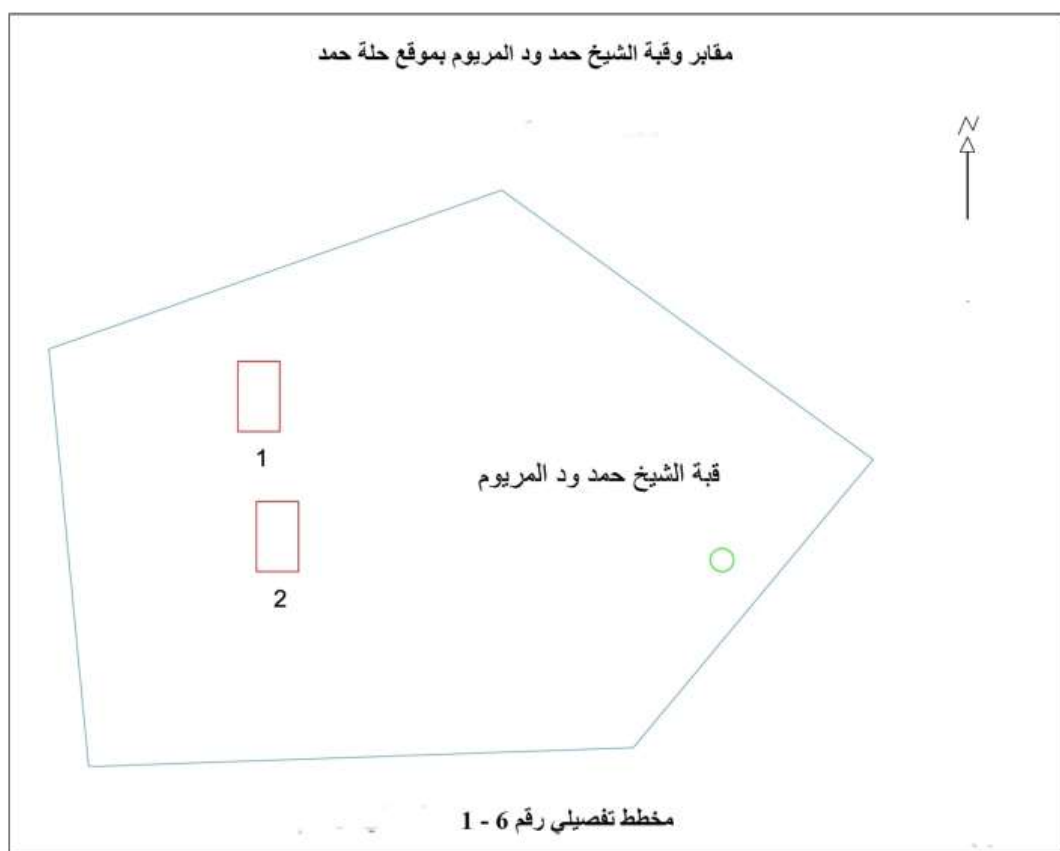 مقابر وقبة الشيخ حمد ود المريوم بموقع حلة حمد
N
1
قبة الشيخ حمد ود المريوم
2
مخطط تفصيلي رقم 6 - 1